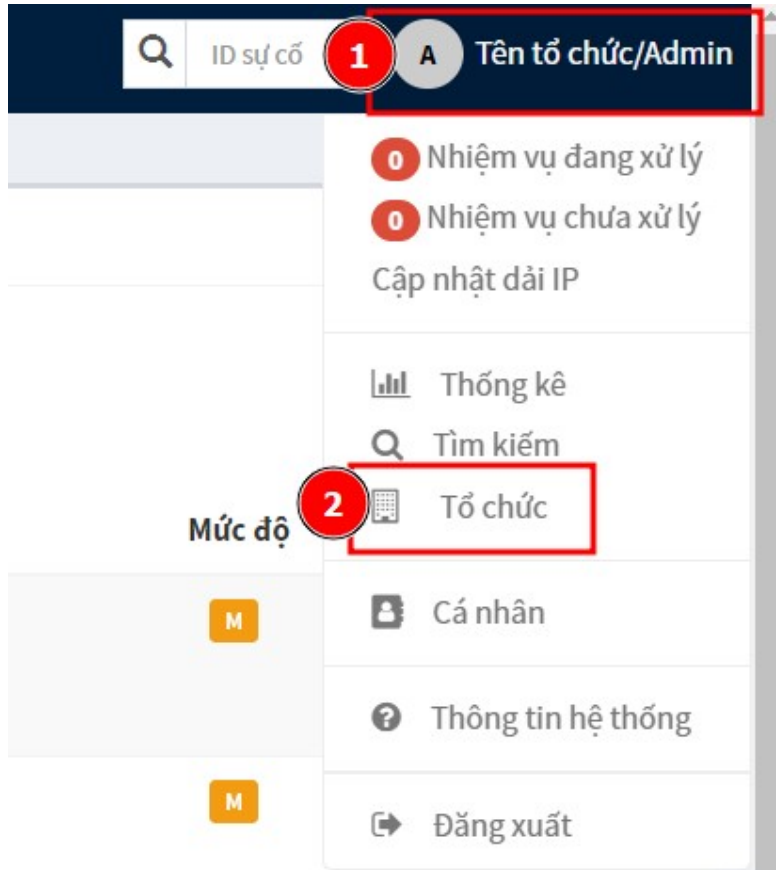 ID sự cố 1 A Tên tổ chức/Admin
0 Nhiệm vụ đang xử lý
0 Nhiệm vụ chưa xử lý
Cập nhật dải IP
Thống kê
Tìm kiếm
2 Tổ chức
Mức độ
M Cá nhân
Thông tin hệ thống
M Đăng xuất